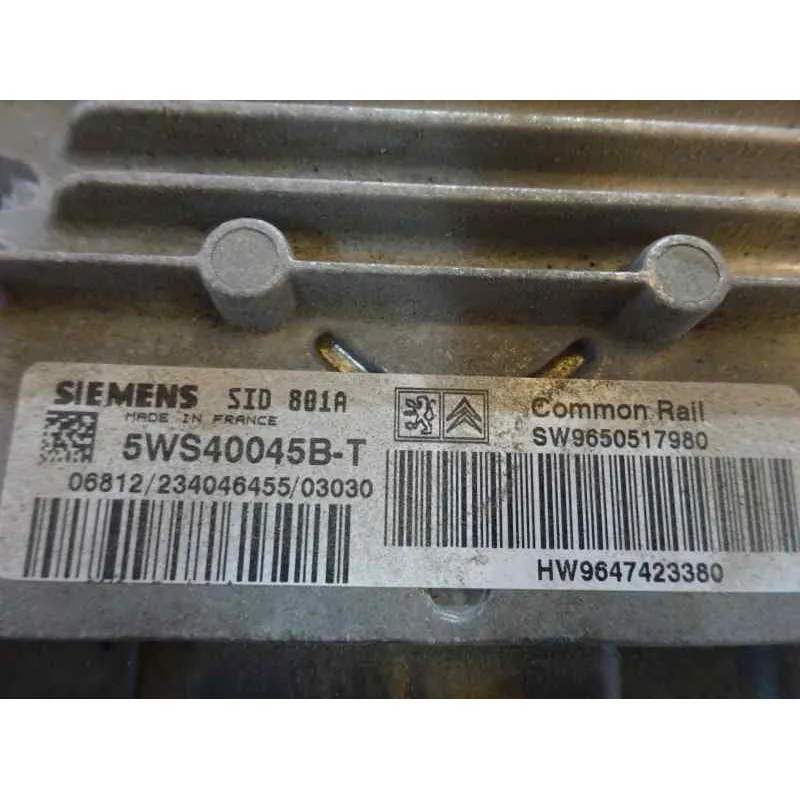 SIEMENS SID 801A
MADE IN FRANCE
5WS40045B-T
06812/234046455/03030
Common Rail
SW9650517980
HW9647423380